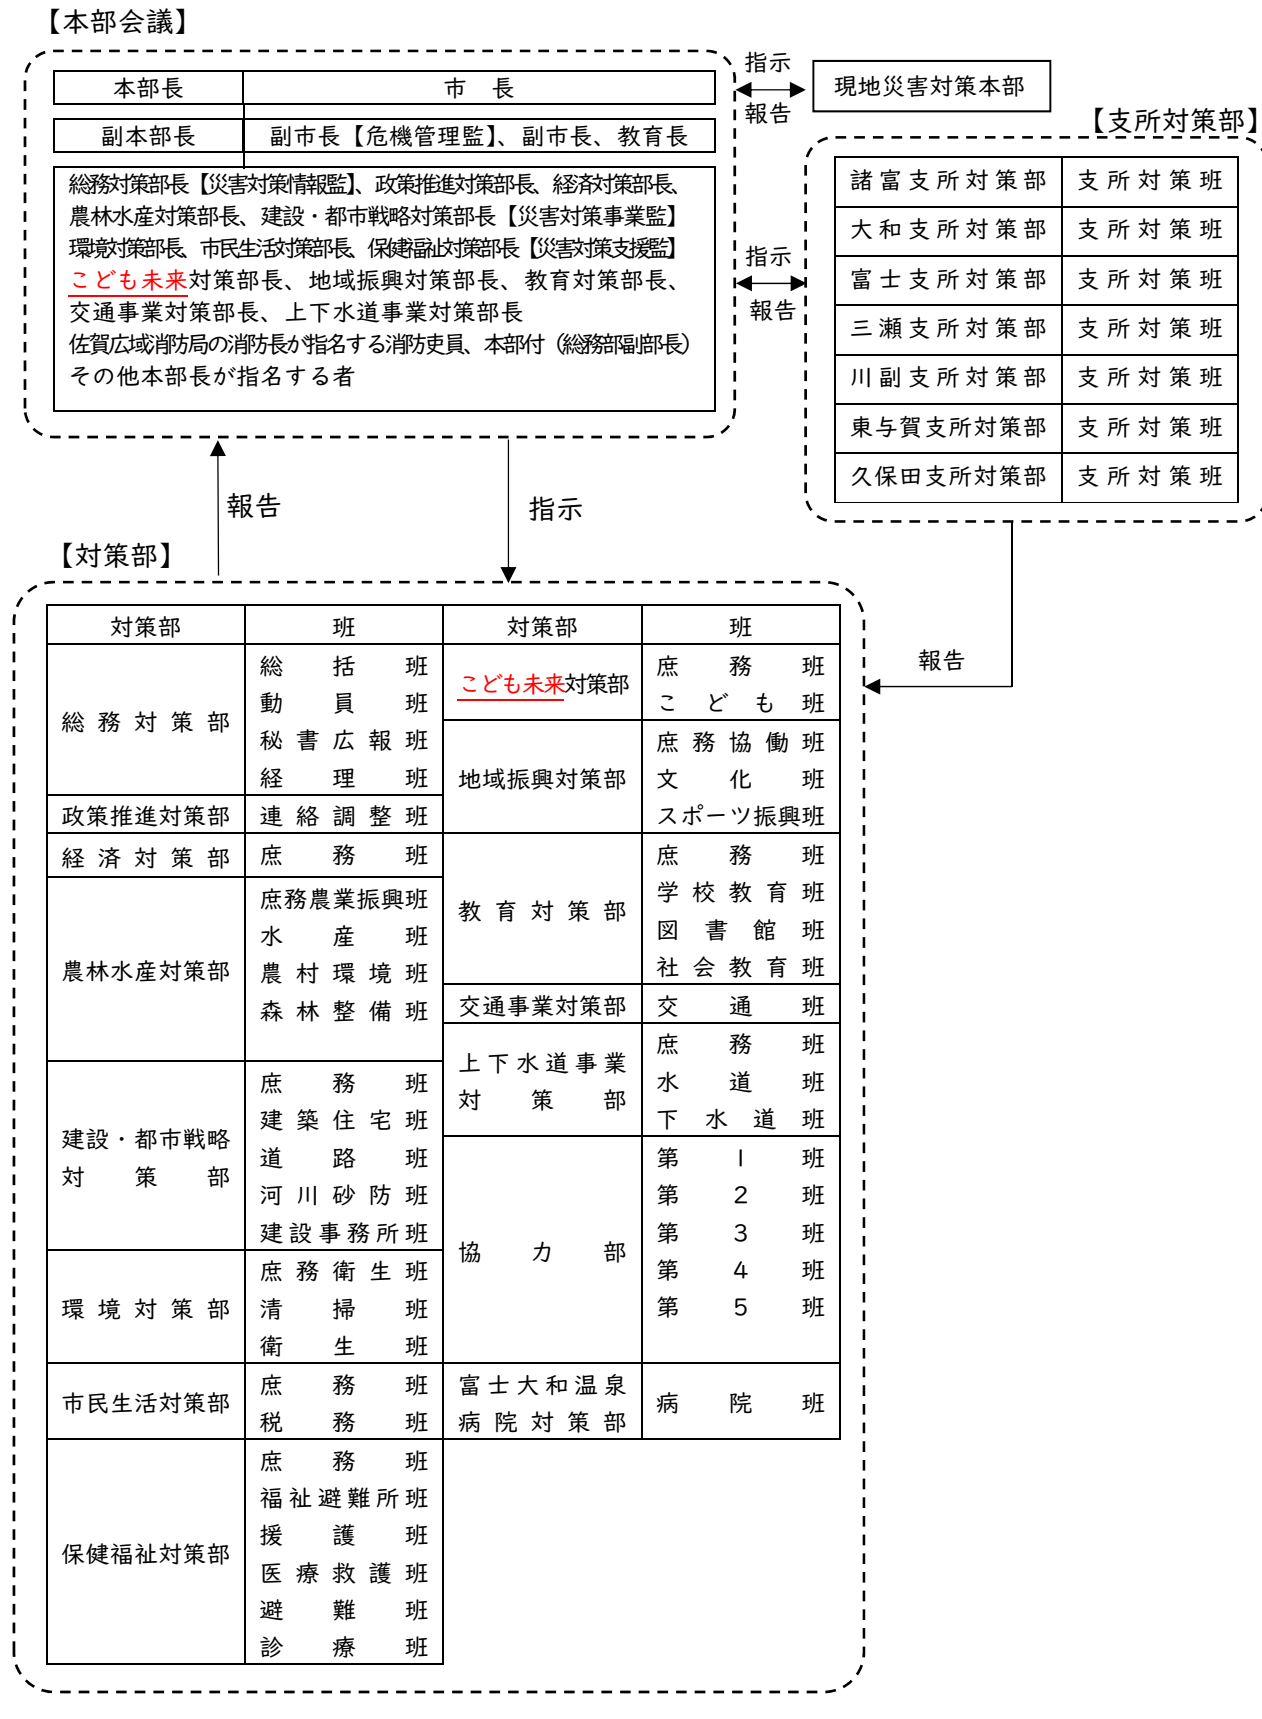 【本部会議】
本部長 市 長
副本部長 副市長【危機管理監】、副市長、教育長
総務対策部長【災害対策情報監】、政策推進対策部長、経済対策部長、
農林水産対策部長、建設・都市戦略対策部長【災害対策事業監】
環境対策部長、市民生活対策部長、保健福祉対策部長【災害対策支援監】
こども未来対策部長、地域振興対策部長、教育対策部長、
交通事業対策部長、上下水道事業対策部長
佐賀広域消防局の消防長が指名する消防吏員、本部付（総務部副部長）
その他本部長が指名する者
指示
報告
現地災害対策本部
指示
報告
【支所対策部】
諸富支所対策部 支所対策班
大和支所対策部 支所対策班
富士支所対策部 支所対策班
三瀬支所対策部 支所対策班
川副支所対策部 支所対策班
東与賀支所対策部 支所対策班
久保田支所対策部 支所対策班
報告
指示
報告
【対策部】
対策部 班 対策部 班
総務対策部
総括班
動員班
秘書広報班
経理班
政策推進対策部 連絡調整班
経済対策部 庶務班
農林水産対策部
庶務農業振興班
水産班
農村環境班
森林整備班
建設・都市戦略
対策部
庶務班
建築住宅班
道路班
河川砂防班
建設事務所班
環境対策部
庶務衛生班
清掃班
衛生班
市民生活対策部
庶務班
税務班
保健福祉対策部
庶務班
福祉避難所班
援護班
医療救護班
避難班
診療班
こども未来対策部
庶務班
こども班
地域振興対策部
庶務協働班
文化班
スポーツ振興班
教育対策部
庶務班
学校教育班
図書館班
社会教育班
交通事業対策部 交通班
上下水道事業
対策部
庶務班
水道班
下水道班
協力部
第1班
第2班
第3班
第4班
第5班
富士大和温泉
病院対策部
病院班